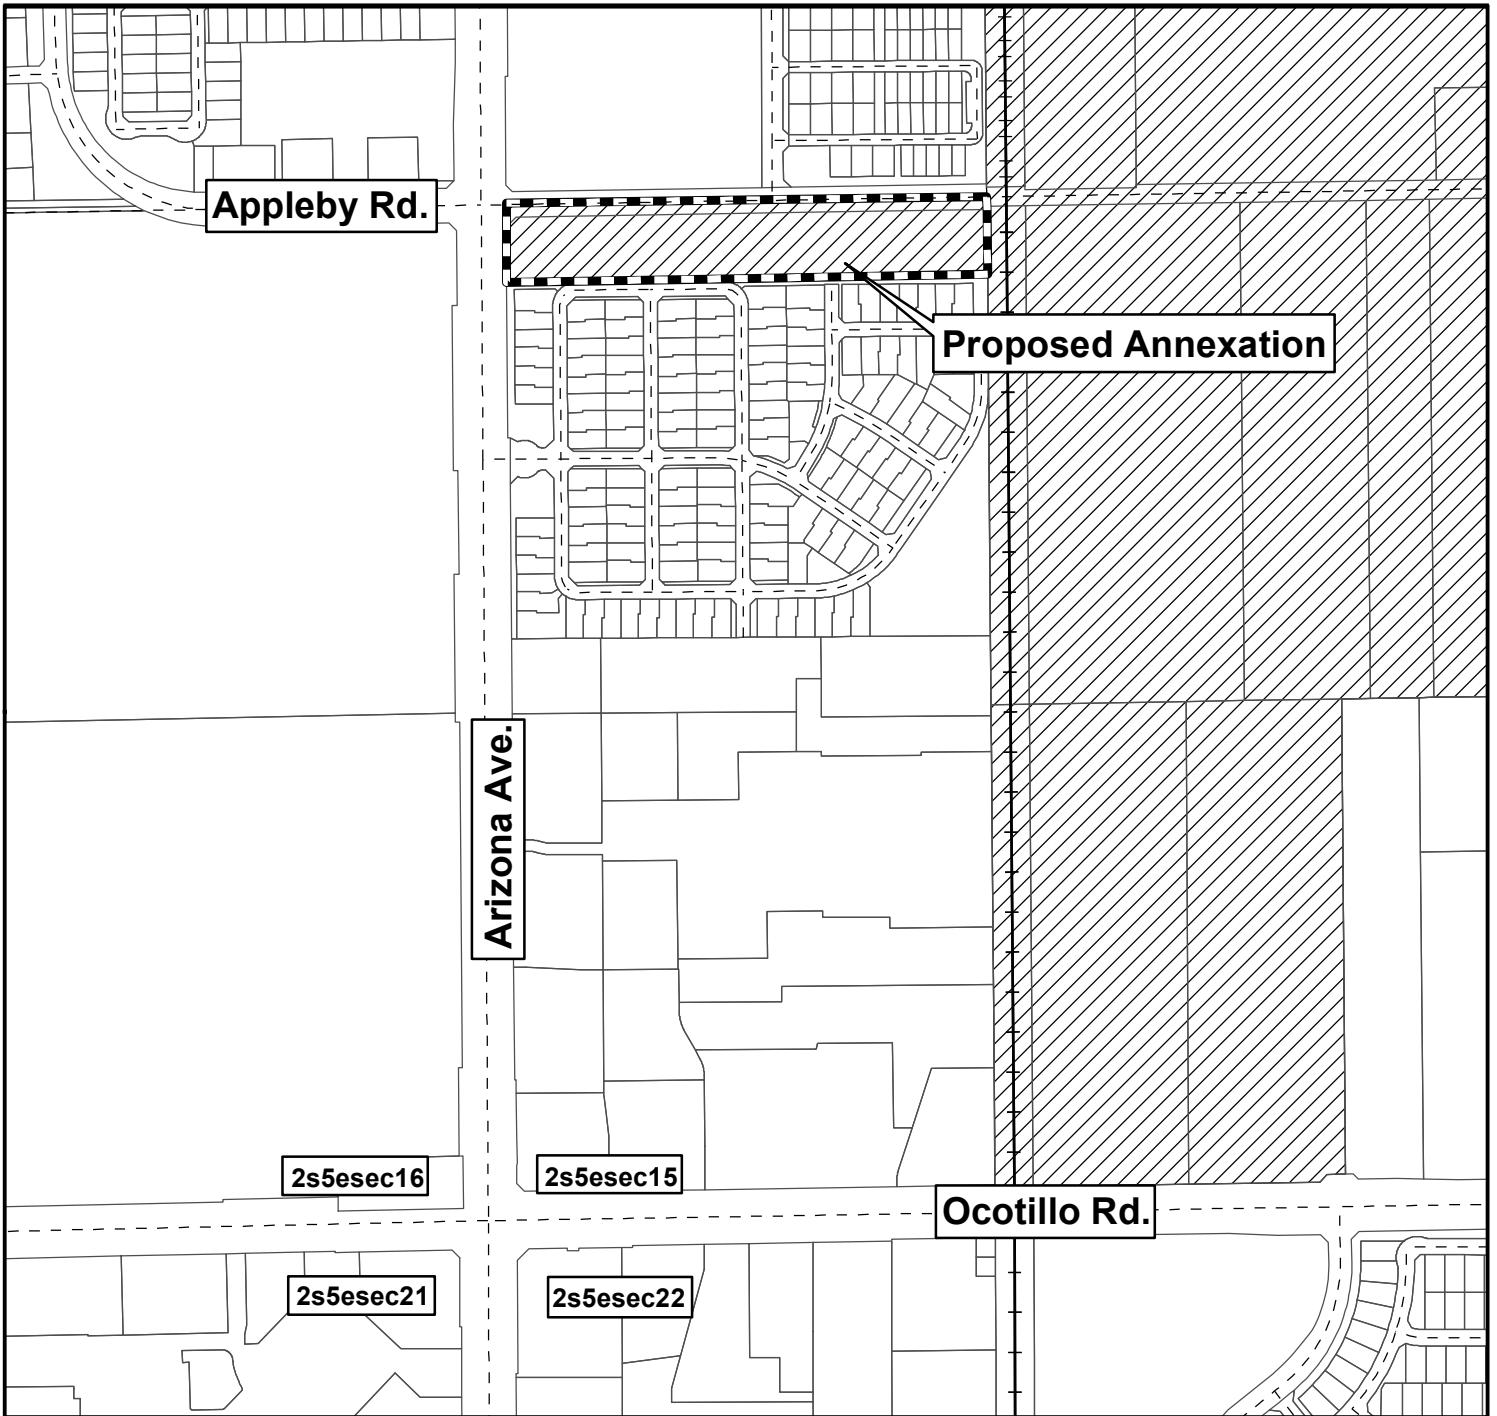 Appleby Rd.
Proposed Annexation
Arizona Ave.
2s5esec16
2s5esec15
Ocotillo Rd.
2s5esec21
2s5esec22